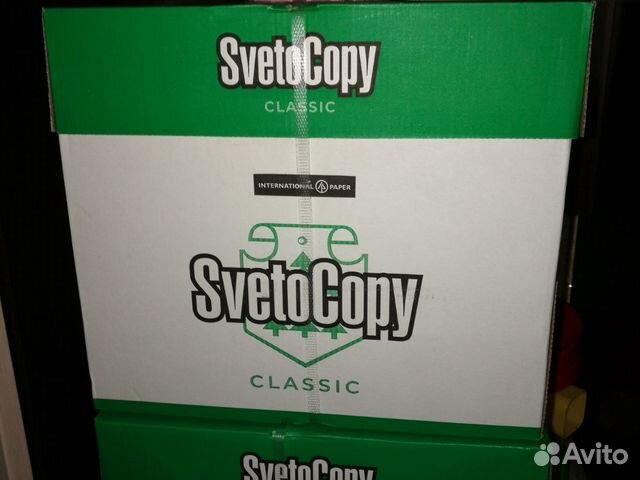 SvetoCopy
CLASSIC
INTERNATIONAL PAPER
SvetoCopy
CLASSIC
SvetoCopy
Avito